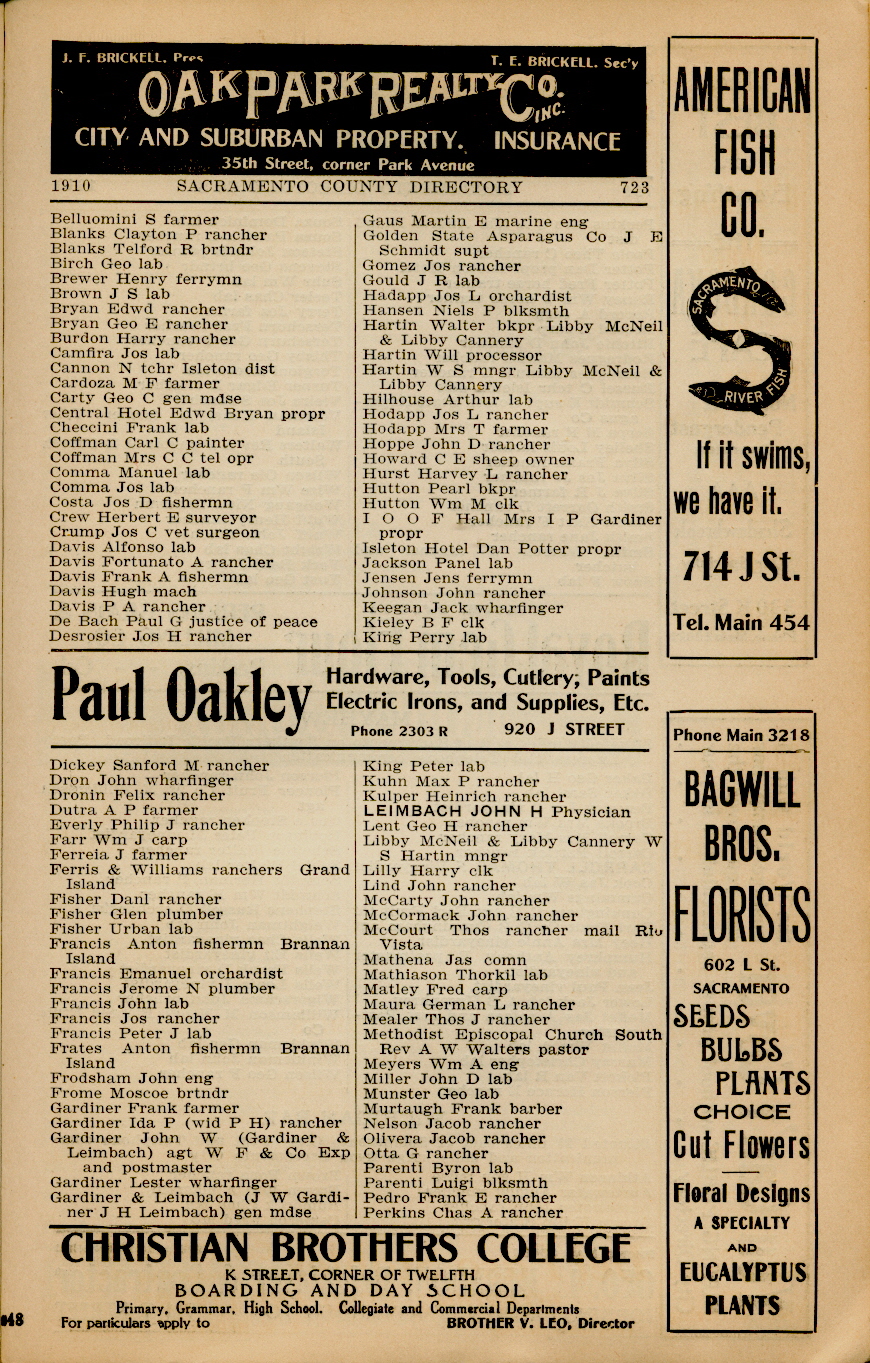 J. F. BRICKELL, Pres
T. E. BRICKELL. Sec'y
OAK PARK REALTY CO. INC.
CITY AND SUBURBAN PROPERTY. INSURANCE
35th Street, corner Park Avenue
1910 SACRAMENTO COUNTY DIRECTORY 723
Belluomini S farmer
Blanks Clayton P rancher
Blanks Telford R brtndr
Birch Geo lab
Brewer Henry ferrymn
Brown J S lab
Bryan Edwd rancher
Bryan Geo E rancher
Burdon Harry rancher
Camfira Jos lab
Cannon N tchr Isleton dist
Cardoza M F farmer
Carty Geo C gen mdse
Central Hotel Edwd Bryan propr
Checcini Frank lab
Coffman Carl C painter
Coffman Mrs C C tel opr
Comma Manuel lab
Comma Jos lab
Costa Jos D fishermn
Crew Herbert E surveyor
Crump Jos C vet surgeon
Davis Alfonso lab
Davis Fortunato A rancher
Davis Frank A fishermn
Davis Hugh mach
Davis P A rancher
De Bach Paul G justice of peace
Desrosier Jos H rancher
Gaus Martin E marine eng
Golden State Asparagus Co J E
Schmidt supt
Gomez Jos rancher
Gould J R lab
Hadapp Jos L orchardist
Hansen Niels P blksmth
Hartin Walter bkpr Libby McNeil
& Libby Cannery
Hartin Will processor
Hartin W S mngr Libby McNeil &
Libby Cannery
Hilhouse Arthur lab
Hodapp Jos L rancher
Hodapp Mrs T farmer
Hoppe John D rancher
Howard C E sheep owner
Hurst Harvey L rancher
Hutton Pearl bkpr
Hutton Wm M clk
I O O F Hall Mrs I P Gardiner
propr
Isleton Hotel Dan Potter propr
Jackson Panel lab
Jensen Jens ferrymn
Johnson John rancher
Keegan Jack wharfinger
Kieley B F clk
King Perry lab
Paul Oakley
Hardware, Tools, Cutlery, Paints
Electric Irons, and Supplies, Etc.
Phone 2303 R 920 J STREET
Dickey Sanford M rancher
Dron John wharfinger
Dronin Felix rancher
Dutra A P farmer
Everly Philip J rancher
Farr Wm J carp
Ferreia J farmer
Ferris & Williams ranchers Grand
Island
Fisher Danl rancher
Fisher Glen plumber
Fisher Urban lab
Francis Anton fishermn Brannan
Island
Francis Emanuel orchardist
Francis Jerome N plumber
Francis John lab
Francis Jos rancher
Francis Peter J lab
Frates Anton fishermn Brannan
Island
Frodsham John eng
Frome Moscoe brtndr
Gardiner Frank farmer
Gardiner Ida P (wid P H) rancher
Gardiner John W (Gardiner &
Leimbach) agt W F & Co Exp
and postmaster
Gardiner Lester wharfinger
Gardiner & Leimbach (J W Gardi-
ner J H Leimbach) gen mdse
King Peter lab
Kuhn Max P rancher
Kulper Heinrich rancher
LEIMBACH JOHN H Physician
Lent Geo H rancher
Libby McNeil & Libby Cannery W
S Hartin mngr
Lilly Harry clk
Lind John rancher
McCarty John rancher
McCormack John rancher
McCourt Thos rancher mail Rio
Vista
Mathena Jas comn
Mathiason Thorkil lab
Matley Fred carp
Maura German L rancher
Mealer Thos J rancher
Methodist Episcopal Church South
Rev A W Walters pastor
Meyers Wm A eng
Miller John D lab
Munster Geo lab
Murtaugh Frank barber
Nelson Jacob rancher
Olivera Jacob rancher
Otta G rancher
Parenti Byron lab
Parenti Luigi blksmth
Pedro Frank E rancher
Perkins Chas A rancher
CHRISTIAN BROTHERS COLLEGE
K STREET, CORNER OF TWELFTH
BOARDING AND DAY SCHOOL
Primary, Grammar, High School. Collegiate and Commercial Departments
For particulars apply to BROTHER V. LEO, Director
AMERICAN
FISH
CO.
SACRAMENTO
RIVER FISH
If it swims,
we have it.
714 J St.
Tel. Main 454
Phone Main 3218
BAGWILL
BROS.
FLORISTS
602 L St.
SACRAMENTO
SEEDS
BULBS
PLANTS
CHOICE
Cut Flowers
Floral Designs
A SPECIALTY
AND
EUCALYPTUS
PLANTS